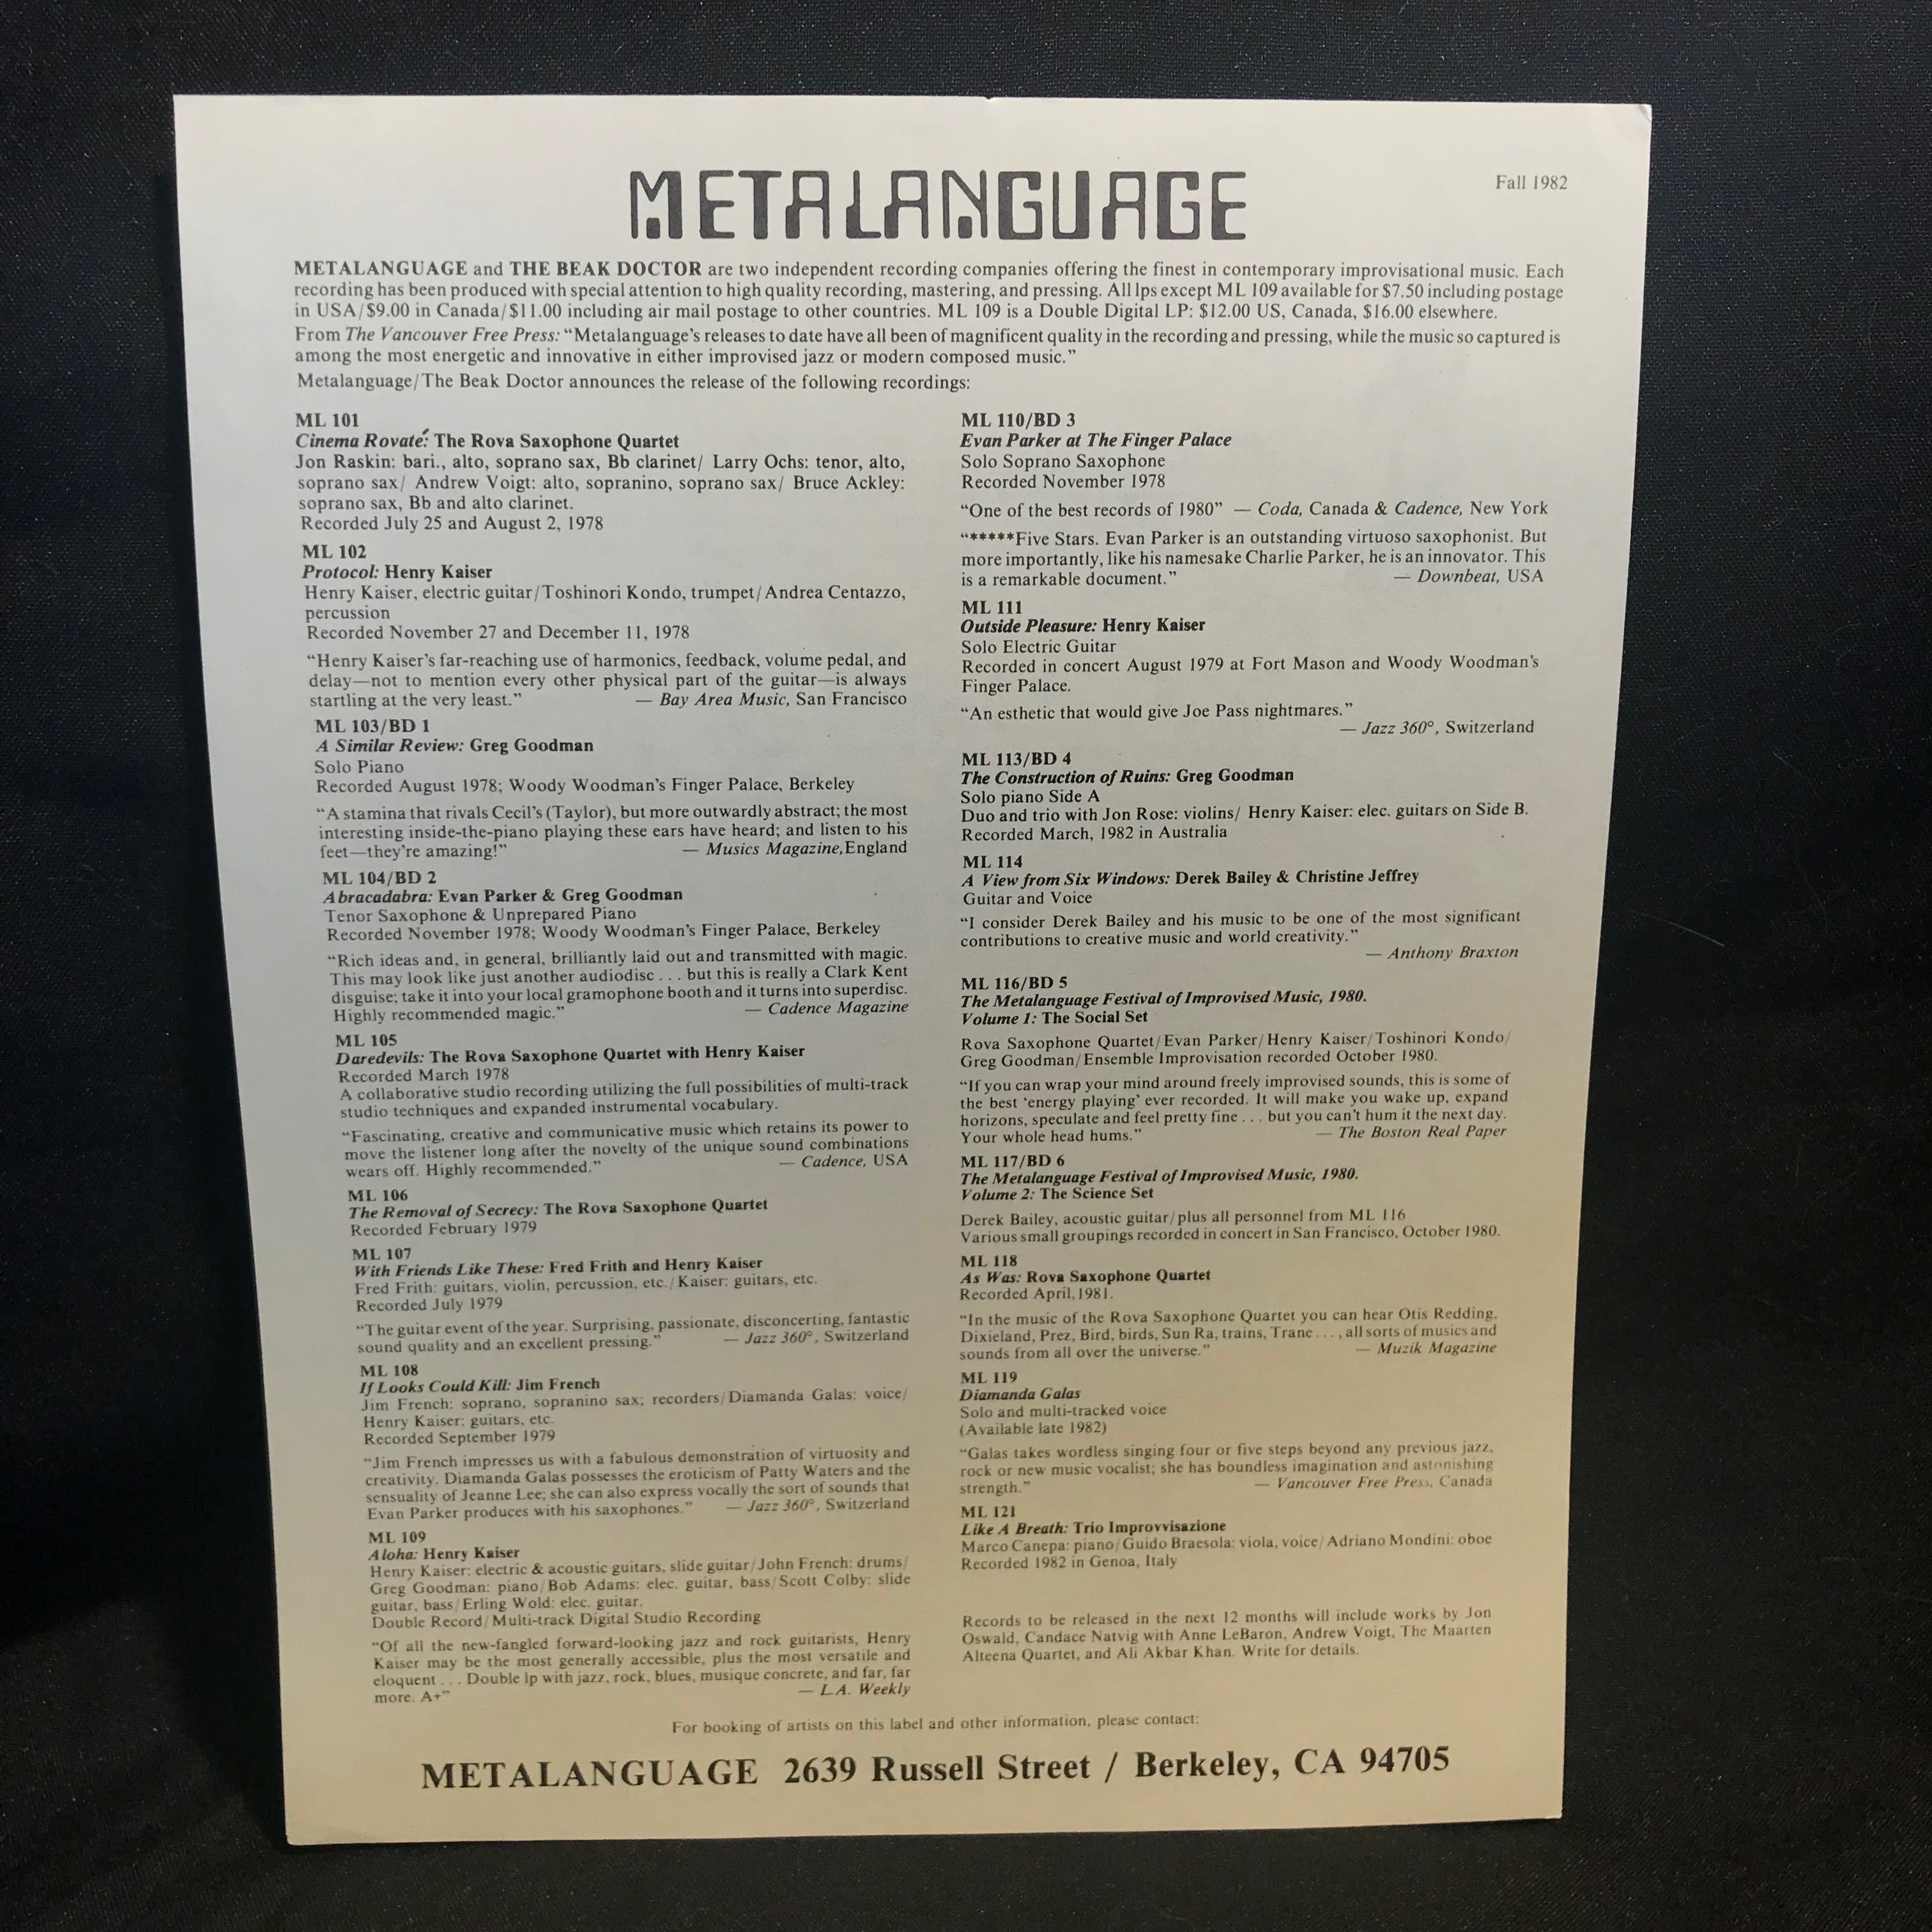 METALANGUAGE
Fall 1982
METALANGUAGE and THE BEAK DOCTOR are two independent recording companies offering the finest in contemporary improvisational music. Each
recording has been produced with special attention to high quality recording, mastering, and pressing. All lps except ML 109 available for $7.50 including postage
in USA/$9.00 in Canada/$11.00 including air mail postage to other countries. ML 109 is a Double Digital LP: $12.00 US, Canada, $16.00 elsewhere.
From The Vancouver Free Press: “Metalanguage's releases to date have all been of magnificent quality in the recording and pressing, while the music so captured is
among the most energetic and innovative in either improvised jazz or modern composed music.”
Metalanguage/The Beak Doctor announces the release of the following recordings:
ML 101
Cinema Rovaté: The Rova Saxophone Quartet
Jon Raskin: bari., alto, soprano sax, Bb clarinet/ Larry Ochs: tenor, alto,
soprano sax/ Andrew Voigt: alto, sopranino, soprano sax/ Bruce Ackley:
soprano sax, Bb and alto clarinet.
Recorded July 25 and August 2, 1978
ML 102
Protocol: Henry Kaiser
Henry Kaiser, electric guitar/Toshinori Kondo, trumpet/Andrea Centazzo,
percussion
Recorded November 27 and December 11, 1978
“Henry Kaiser's far-reaching use of harmonics, feedback, volume pedal, and
delay—not to mention every other physical part of the guitar—is always
startling at the very least.” — Bay Area Music, San Francisco
ML 103/BD 1
A Similar Review: Greg Goodman
Solo Piano
Recorded August 1978; Woody Woodman's Finger Palace, Berkeley
“A stamina that rivals Cecil's (Taylor), but more outwardly abstract; the most
interesting inside-the-piano playing these ears have heard; and listen to his
feet—they're amazing!” — Musics Magazine, England
ML 104/BD 2
Abracadabra: Evan Parker & Greg Goodman
Tenor Saxophone & Unprepared Piano
Recorded November 1978; Woody Woodman's Finger Palace, Berkeley
“Rich ideas and, in general, brilliantly laid out and transmitted with magic.
This may look like just another audiodisc . . . but this is really a Clark Kent
disguise; take it into your local gramophone booth and it turns into superdisc.
Highly recommended magic.” — Cadence Magazine
ML 105
Daredevils: The Rova Saxophone Quartet with Henry Kaiser
Recorded March 1978
A collaborative studio recording utilizing the full possibilities of multi-track
studio techniques and expanded instrumental vocabulary.
“Fascinating, creative and communicative music which retains its power to
move the listener long after the novelty of the unique sound combinations
wears off. Highly recommended.” — Cadence, USA
ML 106
The Removal of Secrecy: The Rova Saxophone Quartet
Recorded February 1979
ML 107
With Friends Like These: Fred Frith and Henry Kaiser
Fred Frith: guitars, violin, percussion, etc./Kaiser: guitars, etc.
Recorded July 1979
“The guitar event of the year. Surprising, passionate, disconcerting, fantastic
sound quality and an excellent pressing.” — Jazz 360°, Switzerland
ML 108
If Looks Could Kill: Jim French
Jim French: soprano, sopranino sax; recorders/Diamanda Galas: voice/
Henry Kaiser: guitars, etc.
Recorded September 1979
“Jim French impresses us with a fabulous demonstration of virtuosity and
creativity. Diamanda Galas possesses the eroticism of Patty Waters and the
sensuality of Jeanne Lee; she can also express vocally the sort of sounds that
Evan Parker produces with his saxophones.” — Jazz 360°, Switzerland
ML 109
Aloha: Henry Kaiser
Henry Kaiser: electric & acoustic guitars, slide guitar/John French: drums/
Greg Goodman: piano/Bob Adams: elec. guitar, bass/Scott Colby: slide
guitar, bass/Erling Wold: elec. guitar.
Double Record/Multi-track Digital Studio Recording
“Of all the new-fangled forward-looking jazz and rock guitarists, Henry
Kaiser may be the most generally accessible, plus the most versatile and
eloquent . . . Double lp with jazz, rock, blues, musique concrete, and far, far
more. A+” — L.A. Weekly
ML 110/BD 3
Evan Parker at The Finger Palace
Solo Soprano Saxophone
Recorded November 1978
“One of the best records of 1980” — Coda, Canada & Cadence, New York
“*****Five Stars. Evan Parker is an outstanding virtuoso saxophonist. But
more importantly, like his namesake Charlie Parker, he is an innovator. This
is a remarkable document.” — Downbeat, USA
ML 111
Outside Pleasure: Henry Kaiser
Solo Electric Guitar
Recorded in concert August 1979 at Fort Mason and Woody Woodman's
Finger Palace.
“An esthetic that would give Joe Pass nightmares.”
— Jazz 360°, Switzerland
ML 113/BD 4
The Construction of Ruins: Greg Goodman
Solo piano Side A
Duo and trio with Jon Rose: violins/ Henry Kaiser: elec. guitars on Side B.
Recorded March, 1982 in Australia
ML 114
A View from Six Windows: Derek Bailey & Christine Jeffrey
Guitar and Voice
“I consider Derek Bailey and his music to be one of the most significant
contributions to creative music and world creativity.”
— Anthony Braxton
ML 116/BD 5
The Metalanguage Festival of Improvised Music, 1980.
Volume 1: The Social Set
Rova Saxophone Quartet/Evan Parker/Henry Kaiser/Toshinori Kondo/
Greg Goodman/Ensemble Improvisation recorded October 1980.
“If you can wrap your mind around freely improvised sounds, this is some of
the best ‘energy playing’ ever recorded. It will make you wake up, expand
horizons, speculate and feel pretty fine . . . but you can't hum it the next day.
Your whole head hums.” — The Boston Real Paper
ML 117/BD 6
The Metalanguage Festival of Improvised Music, 1980.
Volume 2: The Science Set
Derek Bailey, acoustic guitar/plus all personnel from ML 116
Various small groupings recorded in concert in San Francisco, October 1980.
ML 118
As Was: Rova Saxophone Quartet
Recorded April, 1981.
“In the music of the Rova Saxophone Quartet you can hear Otis Redding,
Dixieland, Prez, Bird, birds, Sun Ra, trains, Trane . . . , all sorts of musics and
sounds from all over the universe.” — Muzik Magazine
ML 119
Diamanda Galas
Solo and multi-tracked voice
(Available late 1982)
“Galas takes wordless singing four or five steps beyond any previous jazz,
rock or new music vocalist; she has boundless imagination and astonishing
strength.” — Vancouver Free Press, Canada
ML 121
Like A Breath: Trio Improvvisazione
Marco Canepa: piano/Guido Braesola: viola, voice/Adriano Mondini: oboe
Recorded 1982 in Genoa, Italy
Records to be released in the next 12 months will include works by Jon
Oswald, Candace Natvig with Anne LeBaron, Andrew Voigt, The Maarten
Alteena Quartet, and Ali Akbar Khan. Write for details.
For booking of artists on this label and other information, please contact:
METALANGUAGE 2639 Russell Street / Berkeley, CA 94705